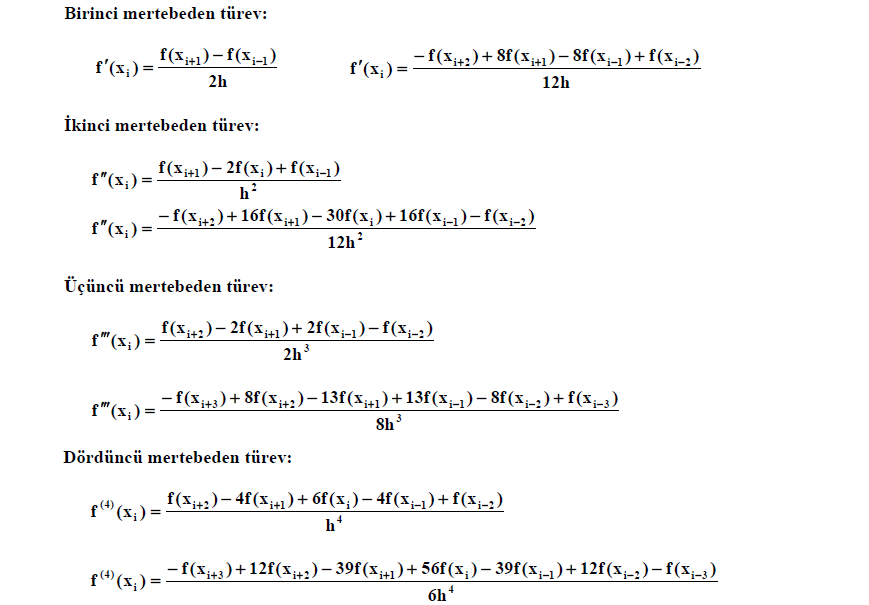 Birinci mertebeden türev:
f′(xᵢ) = (f(xᵢ₊₁) − f(xᵢ₋₁)) / 2h    f′(xᵢ) = (−f(xᵢ₊₂) + 8f(xᵢ₊₁) − 8f(xᵢ₋₁) + f(xᵢ₋₂)) / 12h
İkinci mertebeden türev:
f″(xᵢ) = (f(xᵢ₊₁) − 2f(xᵢ) + f(xᵢ₋₁)) / h²
f″(xᵢ) = (−f(xᵢ₊₂) + 16f(xᵢ₊₁) − 30f(xᵢ) + 16f(xᵢ₋₁) − f(xᵢ₋₂)) / 12h²
Üçüncü mertebeden türev:
f‴(xᵢ) = (f(xᵢ₊₂) − 2f(xᵢ₊₁) + 2f(xᵢ₋₁) − f(xᵢ₋₂)) / 2h³
f‴(xᵢ) = (−f(xᵢ₊₃) + 8f(xᵢ₊₂) − 13f(xᵢ₊₁) + 13f(xᵢ₋₁) − 8f(xᵢ₋₂) + f(xᵢ₋₃)) / 8h³
Dördüncü mertebeden türev:
f⁽⁴⁾(xᵢ) = (f(xᵢ₊₂) − 4f(xᵢ₊₁) + 6f(xᵢ) − 4f(xᵢ₋₁) + f(xᵢ₋₂)) / h⁴
f⁽⁴⁾(xᵢ) = (−f(xᵢ₊₃) + 12f(xᵢ₊₂) − 39f(xᵢ₊₁) + 56f(xᵢ) − 39f(xᵢ₋₁) + 12f(xᵢ₋₂) − f(xᵢ₋₃)) / 6h⁴